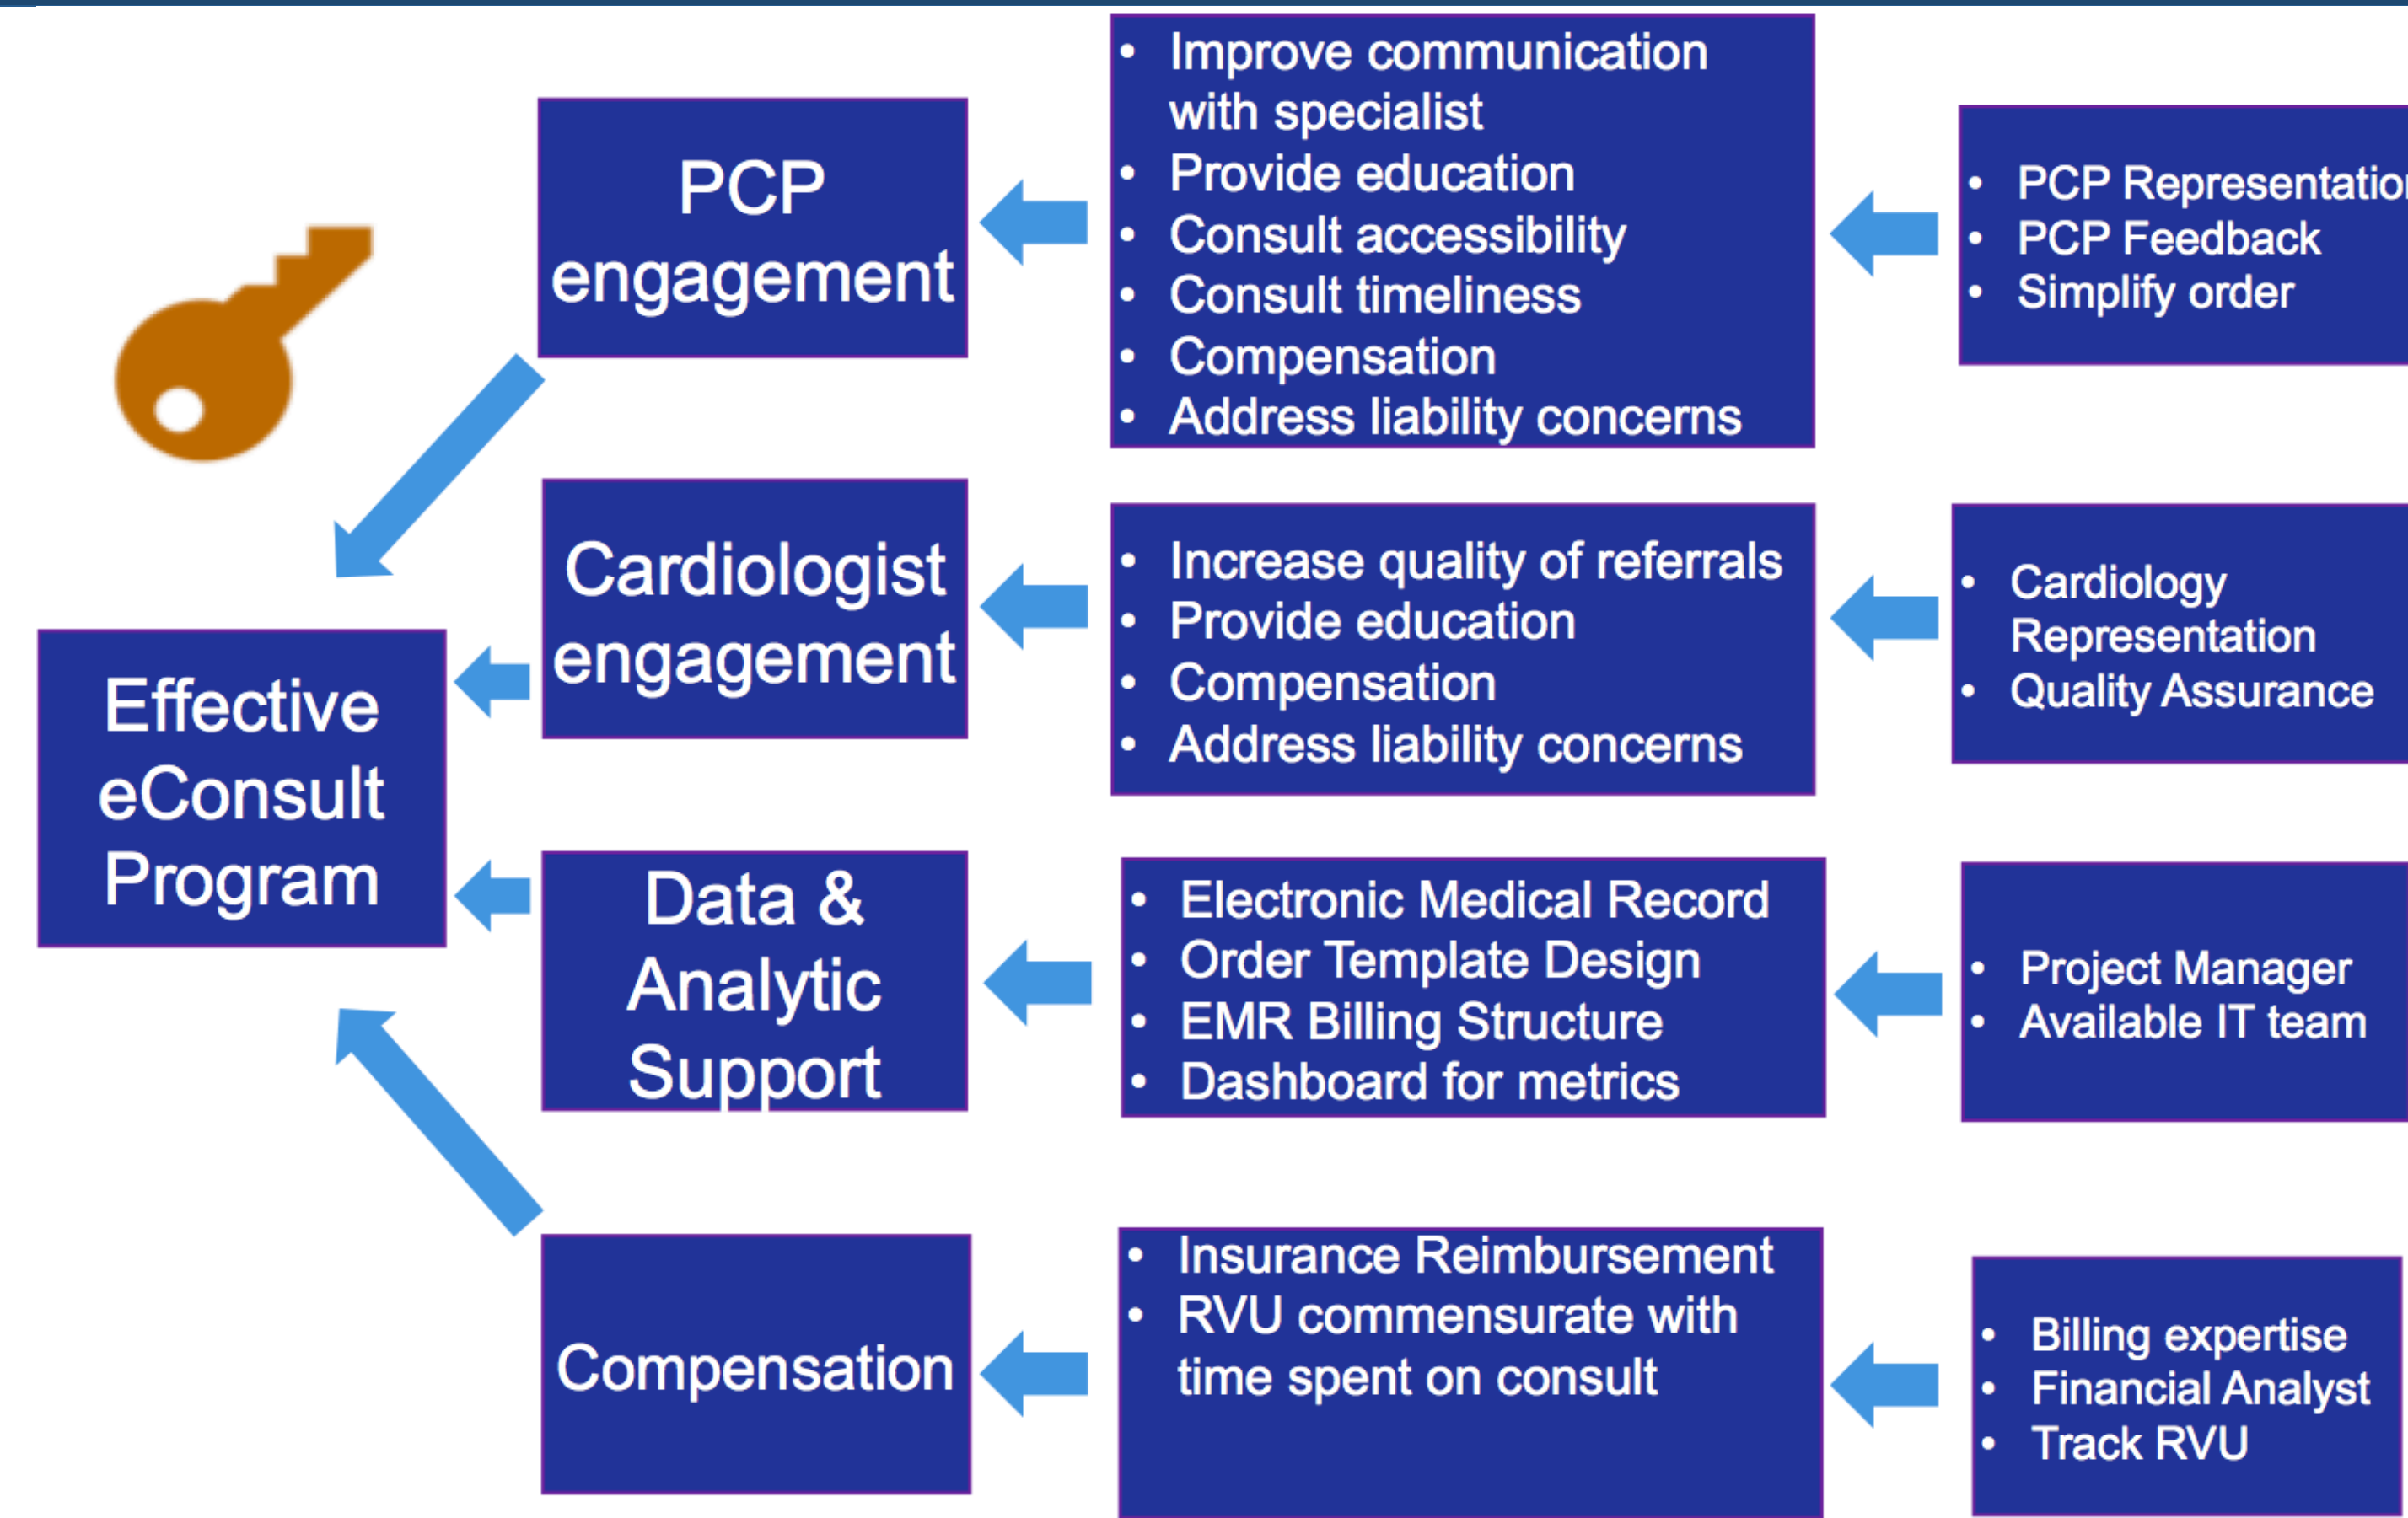 PCP
engagement
• Improve communication
with specialist
• Provide education
• Consult accessibility
• Consult timeliness
• Compensation
• Address liability concerns
• PCP Representation
• PCP Feedback
• Simplify order
Effective
eConsult
Program
Cardiologist
engagement
• Increase quality of referrals
• Provide education
• Compensation
• Address liability concerns
• Cardiology
Representation
• Quality Assurance
Data &
Analytic
Support
• Electronic Medical Record
• Order Template Design
• EMR Billing Structure
• Dashboard for metrics
• Project Manager
• Available IT team
Compensation
• Insurance Reimbursement
• RVU commensurate with
time spent on consult
• Billing expertise
• Financial Analyst
• Track RVU